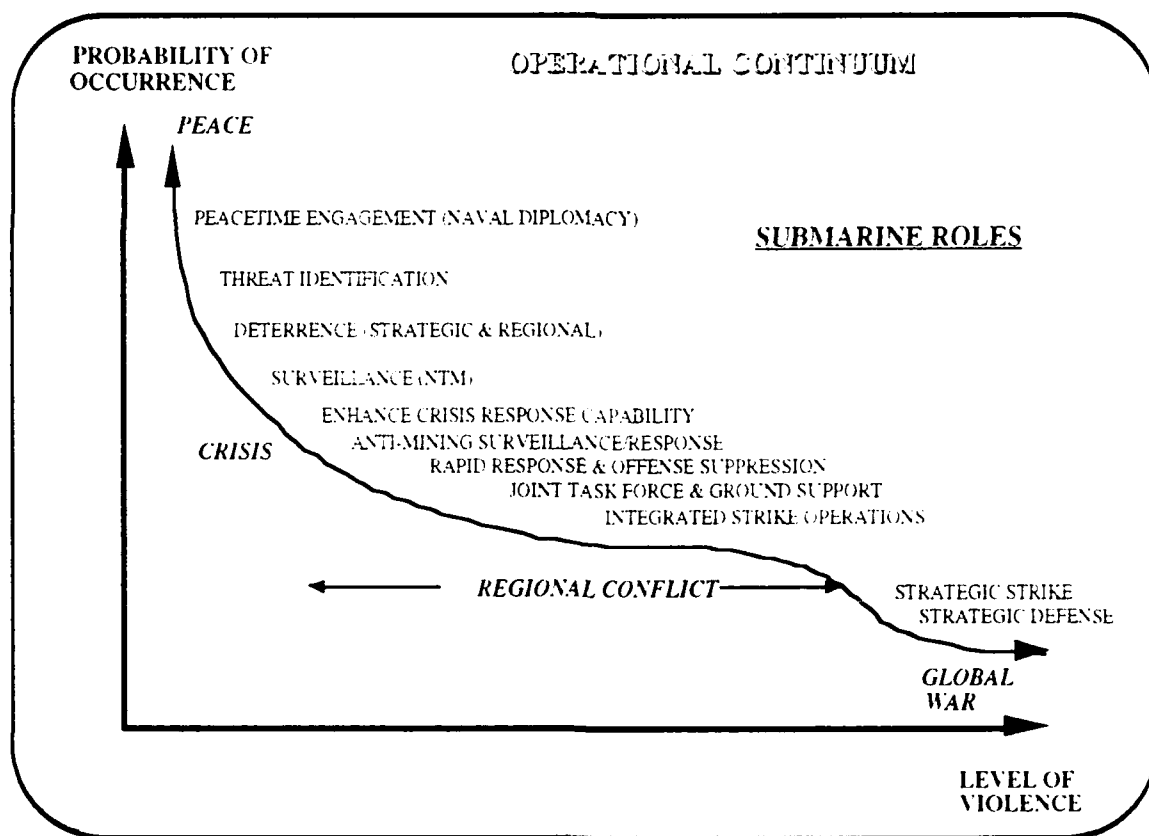 PROBABILITY OF
OCCURRENCE
OPERATIONAL CONTINUUM
PEACE
PEACETIME ENGAGEMENT (NAVAL DIPLOMACY)
SUBMARINE ROLES
THREAT IDENTIFICATION
DETERRENCE (STRATEGIC & REGIONAL)
SURVEILLANCE (NTM)
ENHANCE CRISIS RESPONSE CAPABILITY
CRISIS
ANTI-MINING SURVEILLANCE/RESPONSE
RAPID RESPONSE & OFFENSE SUPPRESSION
JOINT TASK FORCE & GROUND SUPPORT
INTEGRATED STRIKE OPERATIONS
REGIONAL CONFLICT
STRATEGIC STRIKE
STRATEGIC DEFENSE
GLOBAL
WAR
LEVEL OF
VIOLENCE